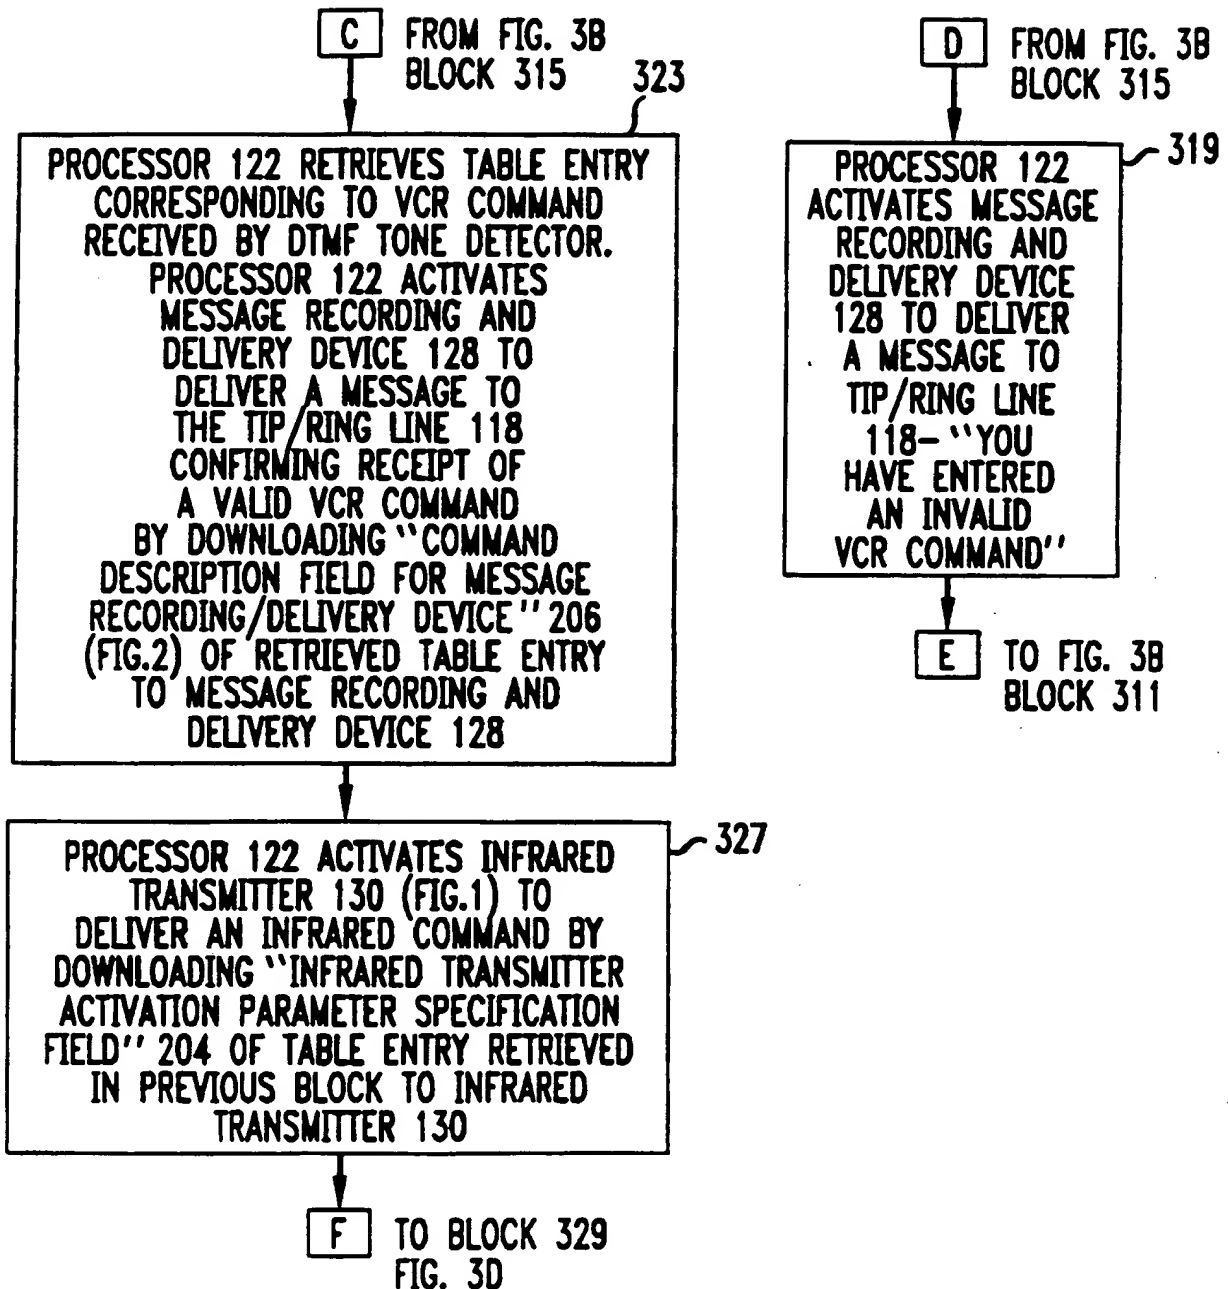 C
FROM FIG. 3B
BLOCK 315
323
PROCESSOR 122 RETRIEVES TABLE ENTRY
CORRESPONDING TO VCR COMMAND
RECEIVED BY DTMF TONE DETECTOR.
PROCESSOR 122 ACTIVATES
MESSAGE RECORDING AND
DELIVERY DEVICE 128 TO
DELIVER A MESSAGE TO
THE TIP/RING LINE 118
CONFIRMING RECEIPT OF
A VALID VCR COMMAND
BY DOWNLOADING ‶COMMAND
DESCRIPTION FIELD FOR MESSAGE
RECORDING/DELIVERY DEVICE″ 206
(FIG.2) OF RETRIEVED TABLE ENTRY
TO MESSAGE RECORDING AND
DELIVERY DEVICE 128
327
PROCESSOR 122 ACTIVATES INFRARED
TRANSMITTER 130 (FIG.1) TO
DELIVER AN INFRARED COMMAND BY
DOWNLOADING ‶INFRARED TRANSMITTER
ACTIVATION PARAMETER SPECIFICATION
FIELD″ 204 OF TABLE ENTRY RETRIEVED
IN PREVIOUS BLOCK TO INFRARED
TRANSMITTER 130
F
TO BLOCK 329
FIG. 3D
D
FROM FIG. 3B
BLOCK 315
319
PROCESSOR 122
ACTIVATES MESSAGE
RECORDING AND
DELIVERY DEVICE
128 TO DELIVER
A MESSAGE TO
TIP/RING LINE
118- ‶YOU
HAVE ENTERED
AN INVALID
VCR COMMAND″
E
TO FIG. 3B
BLOCK 311